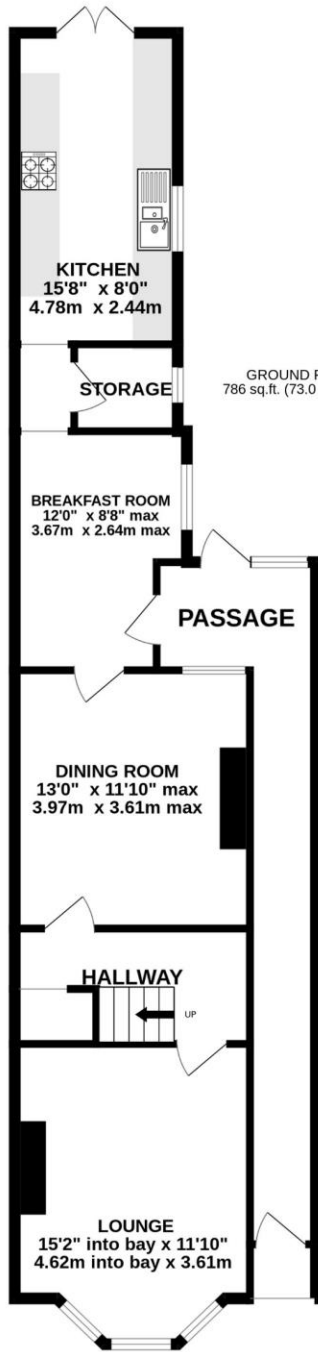 KITCHEN
15'8" x 8'0"
4.78m x 2.44m
STORAGE
GROUND F
786 sq.ft. (73.0
BREAKFAST ROOM
12'0" x 8'8" max
3.67m x 2.64m max
PASSAGE
DINING ROOM
13'0" x 11'10" max
3.97m x 3.61m max
HALLWAY
UP
LOUNGE
15'2" into bay x 11'10"
4.62m into bay x 3.61m